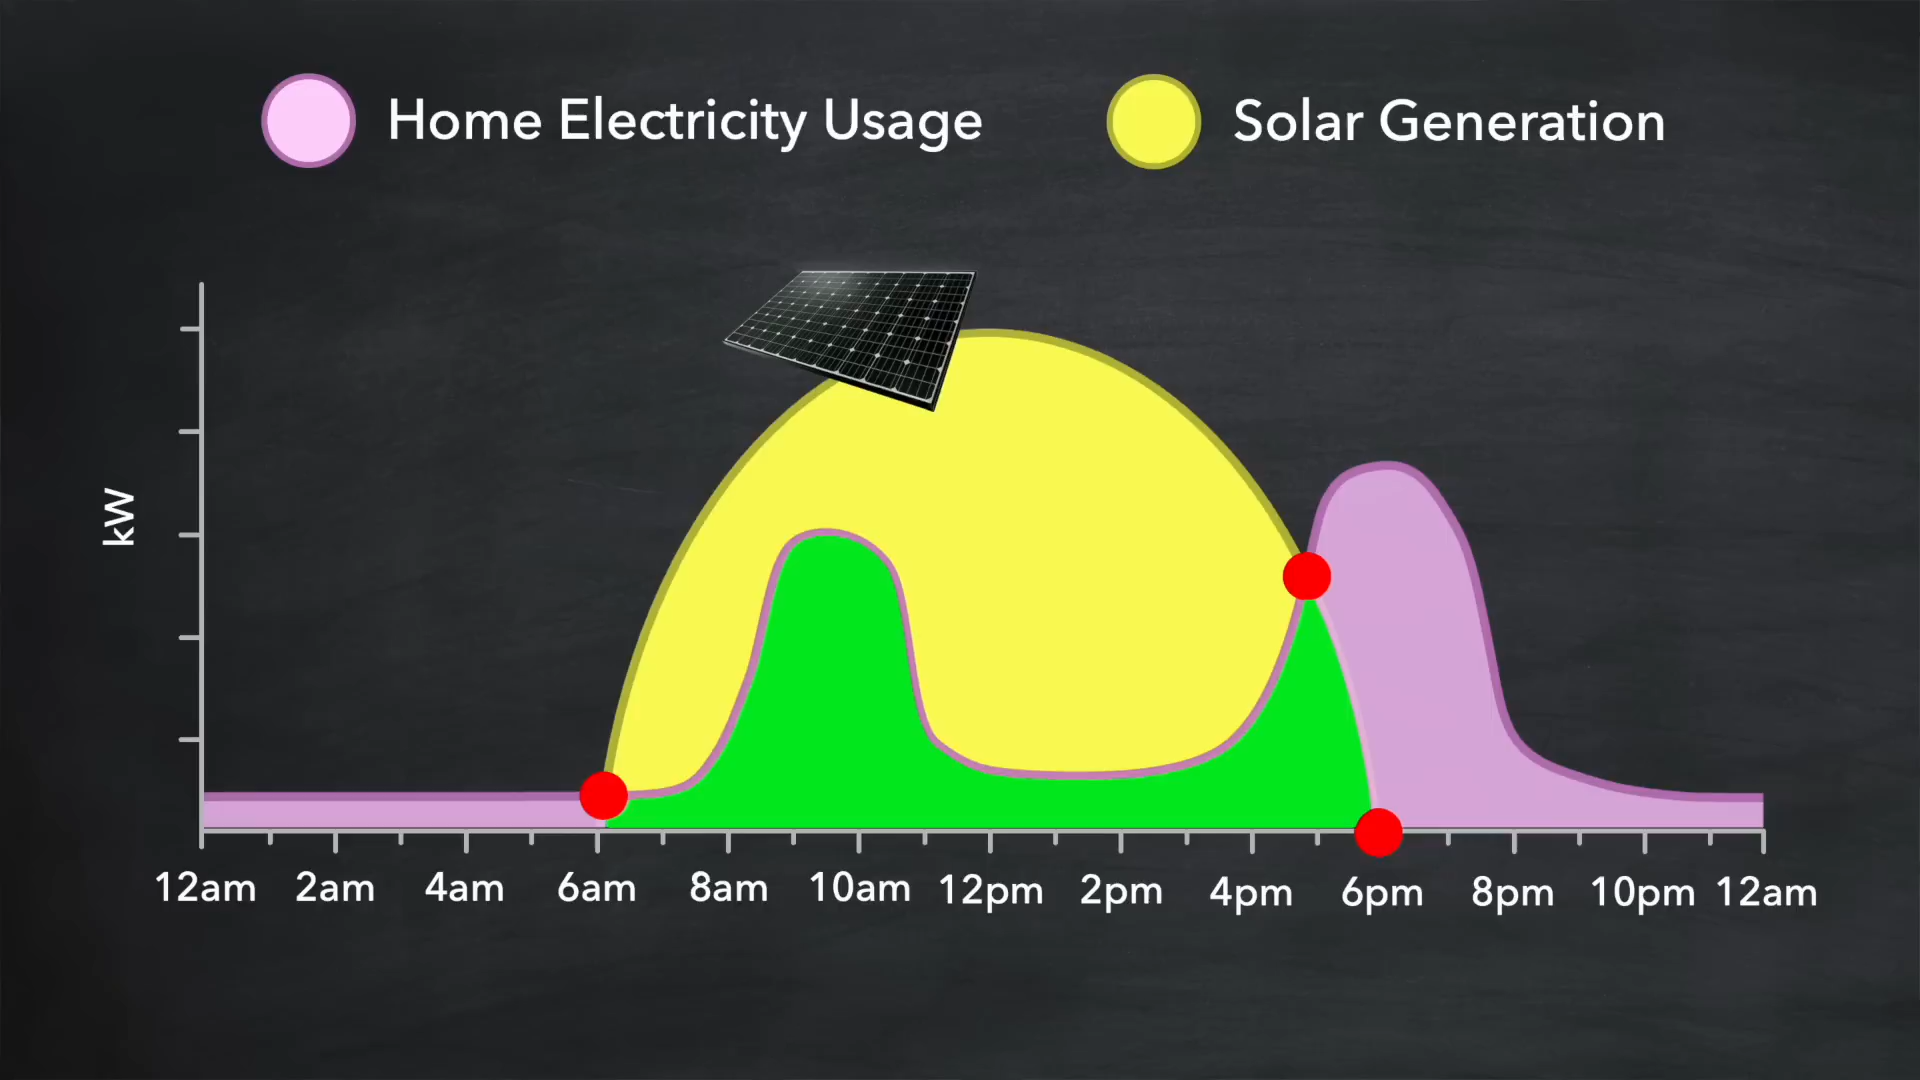 Home Electricity Usage
Solar Generation
kW
12am 2am 4am 6am 8am 10am 12pm 2pm 4pm 6pm 8pm 10pm 12am